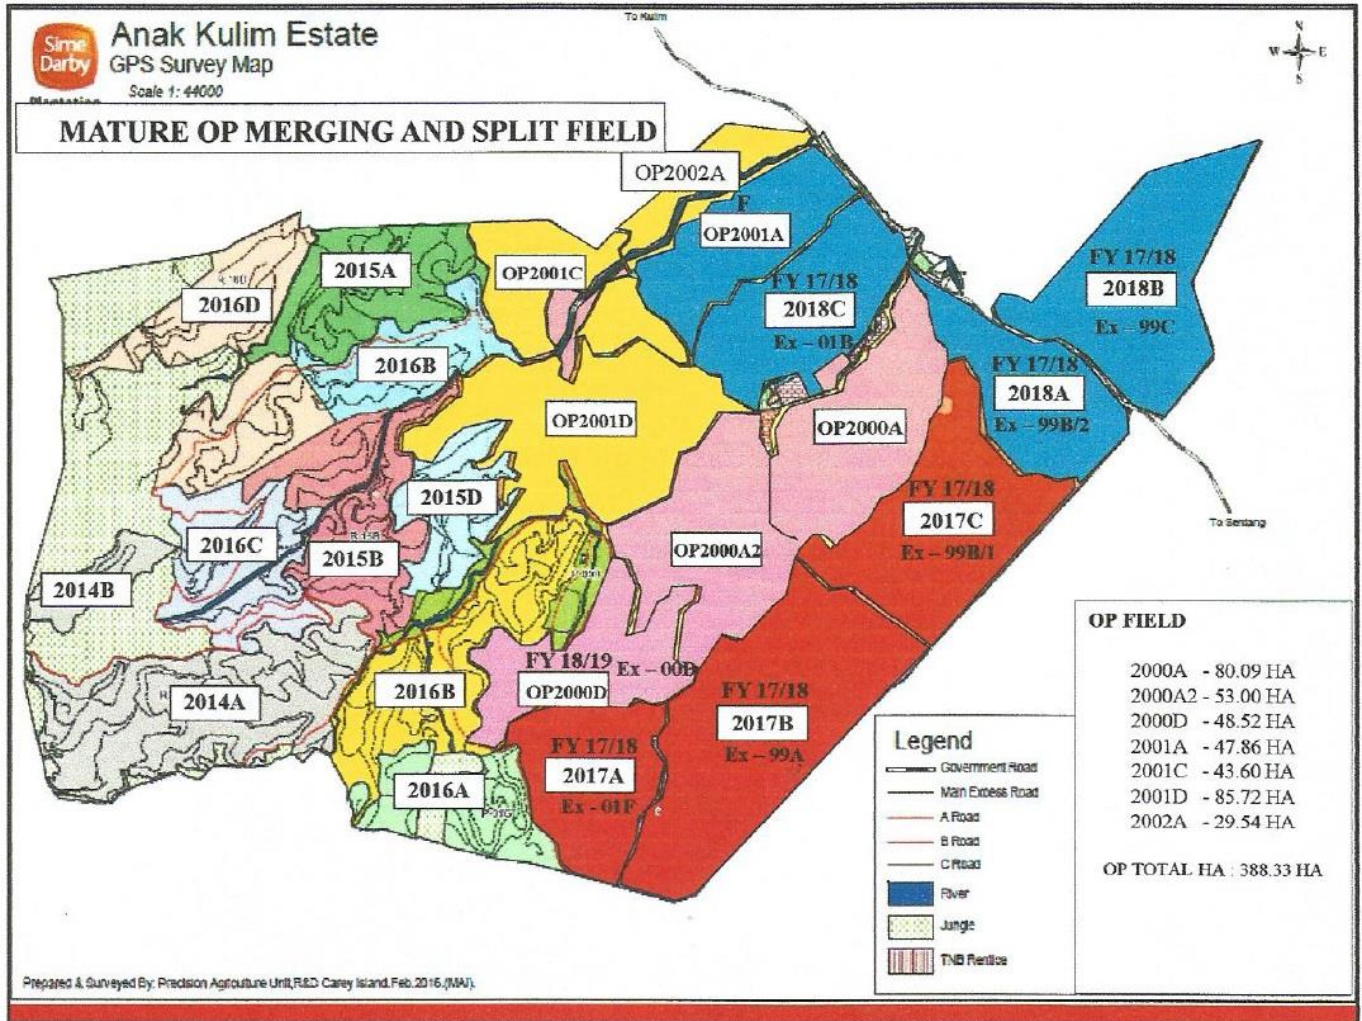 Sime
Darby
Plantation
Anak Kulim Estate
GPS Survey Map
Scale 1: 44000
MATURE OP MERGING AND SPLIT FIELD
To Kulim
N
W E
S
OP2002A
F
OP2001A
2015A
OP2001C
2016D
FY 17/18
2018C
Ex – 01B
FY 17/18
2018B
Ex – 99C
2016B
FY 17/18
2018A
Ex – 99B/2
OP2001D
OP2000A
2015D
FY 17/18
2017C
Ex – 99B/1
To Serdang
2016C
2015B
OP2000A2
2014B
FY 18/19
Ex – 00D
OP2000D
2014A
2016B
FY 17/18
2017B
Ex – 99A
FY 17/18
2017A
Ex - 01F
2016A
P-01G
OP FIELD
2000A - 80.09 HA
2000A2 - 53.00 HA
2000D - 48.52 HA
2001A - 47.86 HA
2001C - 43.60 HA
2001D - 85.72 HA
2002A - 29.54 HA
OP TOTAL HA : 388.33 HA
Legend
Government Road
Main Excess Road
A Road
B Road
C Road
River
Jungle
TNB Rentice
Prepared & Surveyed By: Precision Agriculture Unit,R&D Carey Island.Feb.2016.(MAI).